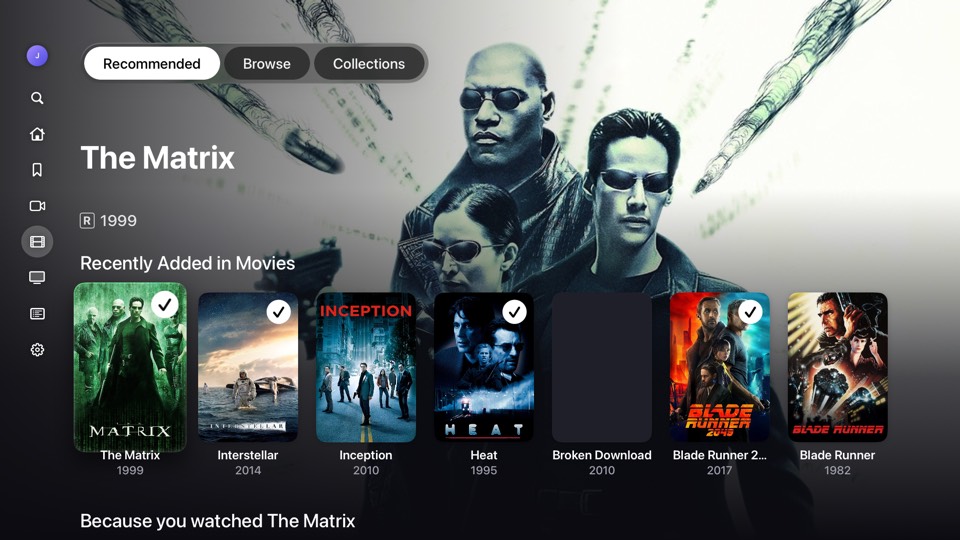 J
Recommended
Browse
Collections
The Matrix
R 1999
Recently Added in Movies
MATRIX
INTERSTELLAR
INCEPTION
HEAT
BLADE RUNNER 2049
BLADE RUNNER
The Matrix
1999
Interstellar
2014
Inception
2010
Heat
1995
Broken Download
2010
Blade Runner 2...
2017
Blade Runner
1982
Because you watched The Matrix